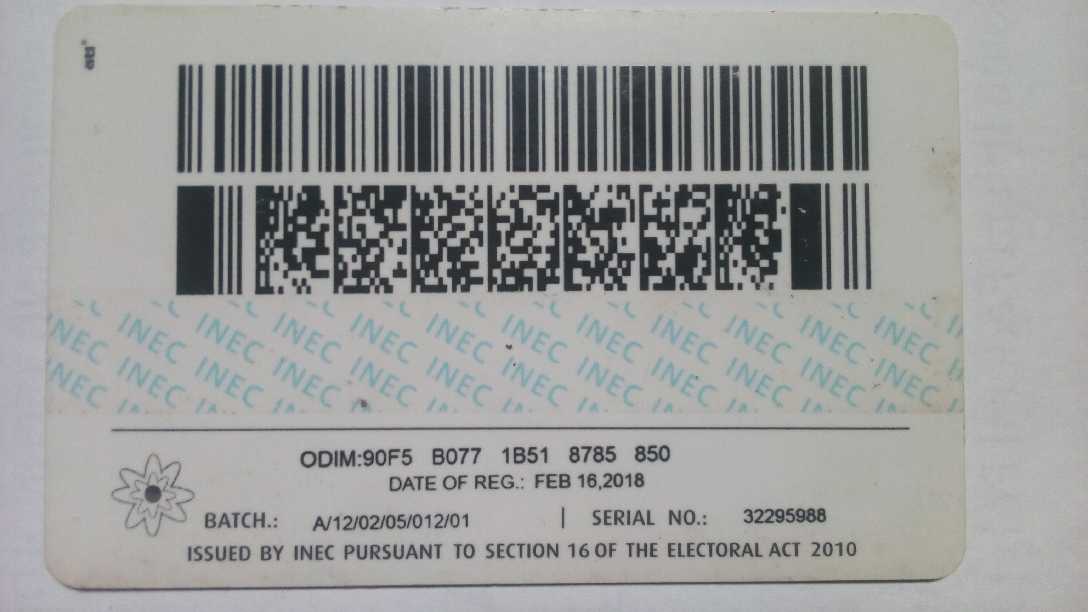 ati
INEC INEC INEC INEC INEC INEC INEC INEC INEC INEC INEC
INEC INEC INEC INEC INEC INEC INEC INEC INEC INEC INEC INEC
ODIM:90F5 B077 1B51 8785 850
DATE OF REG.: FEB 16,2018
BATCH.: A/12/02/05/012/01 | SERIAL NO.: 32295988
ISSUED BY INEC PURSUANT TO SECTION 16 OF THE ELECTORAL ACT 2010